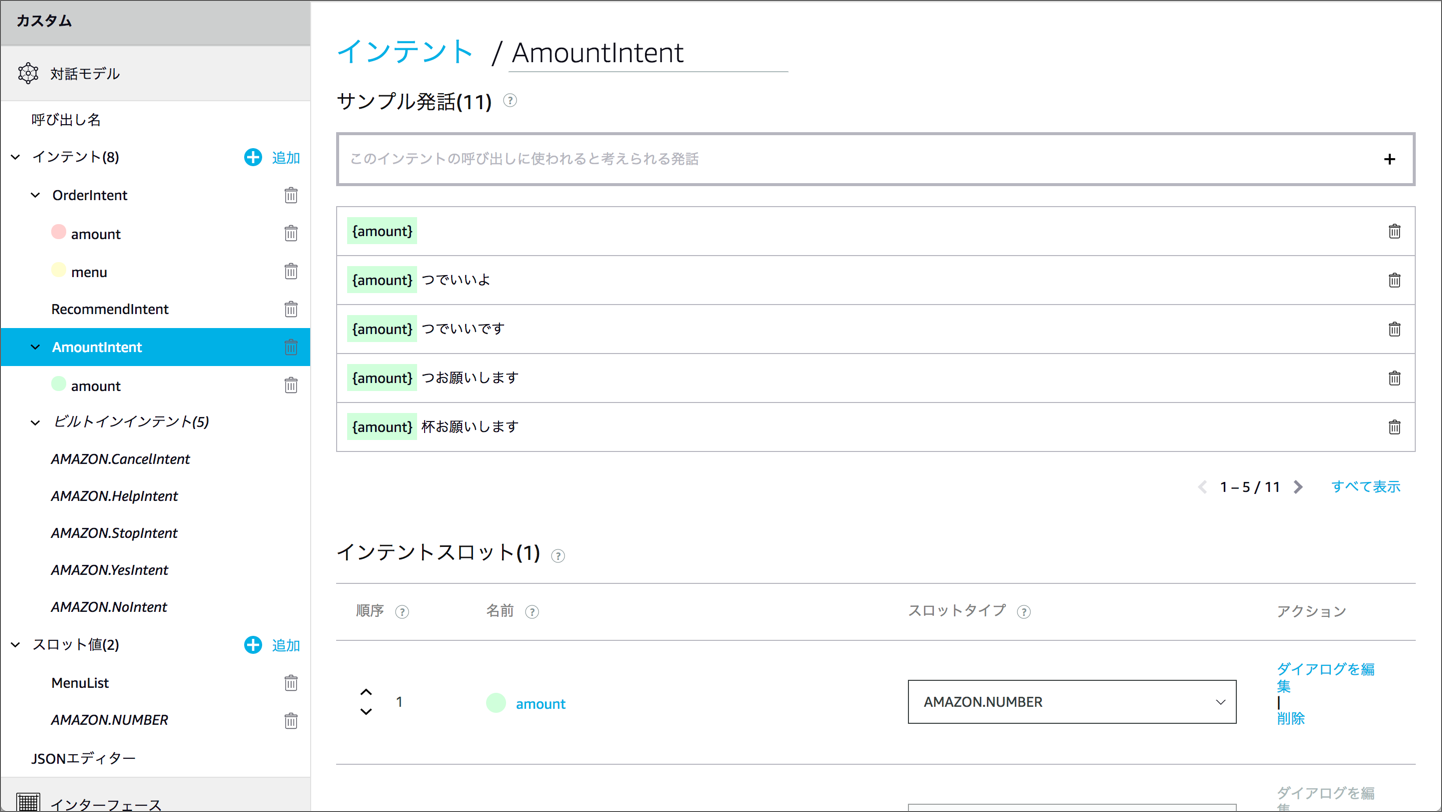 カスタム
対話モデル
呼び出し名
インテント(8)
追加
OrderIntent
amount
menu
RecommendIntent
AmountIntent
amount
ビルトインインテント(5)
AMAZON.CancelIntent
AMAZON.HelpIntent
AMAZON.StopIntent
AMAZON.YesIntent
AMAZON.NoIntent
スロット値(2)
追加
MenuList
AMAZON.NUMBER
JSONエディター
インターフェース
インテント / AmountIntent
サンプル発話(11) ?
このインテントの呼び出しに使われると考えられる発話 +
{amount}
{amount} つでいいよ
{amount} つでいいです
{amount} つお願いします
{amount} 杯お願いします
1 – 5 / 11 すべて表示
インテントスロット(1) ?
順序 ? 名前 ? スロットタイプ ? アクション
1 amount AMAZON.NUMBER
ダイアログを編
集
|
削除
ダイアログを編
集